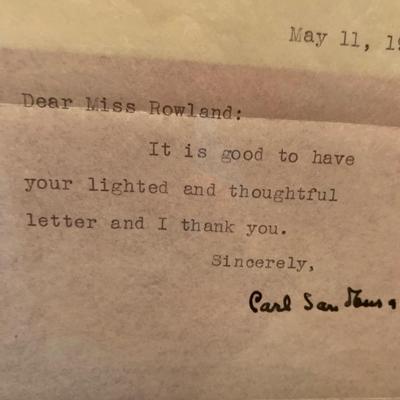 May 11, 19
Dear Miss Rowland:
It is good to have
your lighted and thoughtful
letter and I thank you.
Sincerely,
Carl Sandburg